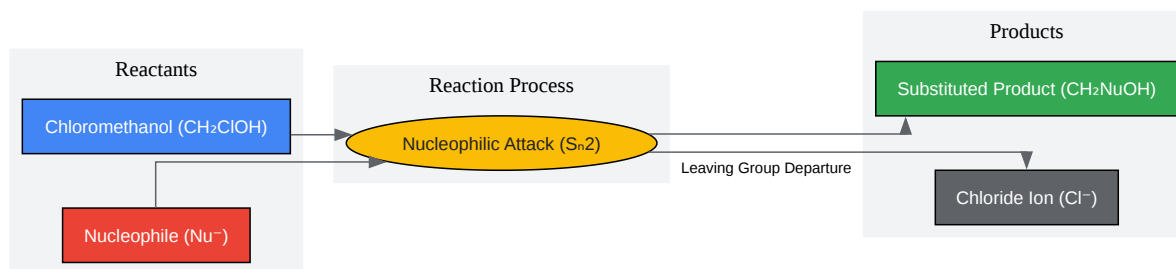 Reactants
Chloromethanol (CH₂ClOH)
Nucleophile (Nu⁻)
Reaction Process
Nucleophilic Attack (Sₙ2)
Leaving Group Departure
Products
Substituted Product (CH₂NuOH)
Chloride Ion (Cl⁻)